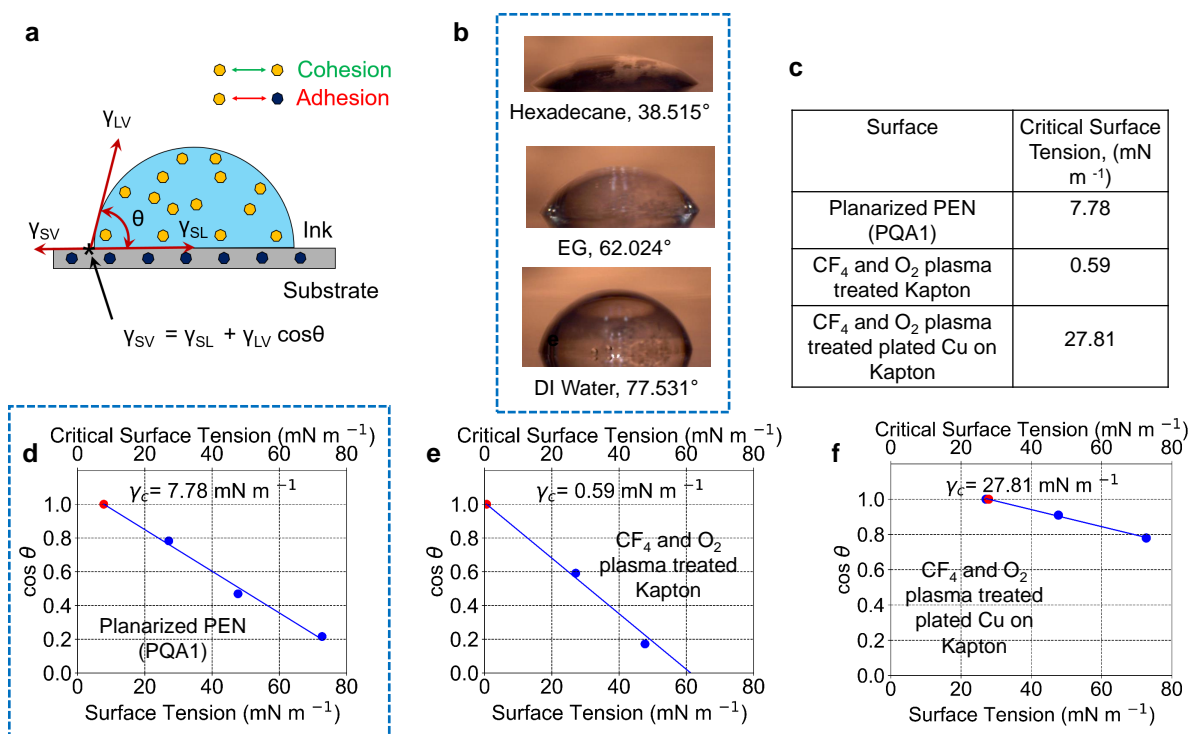 a
Cohesion
Adhesion
γLV
θ
γSV
γSL
Ink
*
Substrate
γSV = γSL + γLV cosθ
b
Hexadecane, 38.515°
EG, 62.024°
e
DI Water, 77.531°
c
Surface
Critical Surface
Tension, (mN
m -1)
Planarized PEN
(PQA1)
7.78
CF4 and O2 plasma
treated Kapton
0.59
CF4 and O2 plasma
treated plated Cu on
Kapton
27.81
d
Critical Surface Tension (mN m −1)
0 20 40 60 80
γc= 7.78 mN m −1
1.0
0.8
0.6
0.4
0.2
0.0
cos θ
Planarized PEN
(PQA1)
0 20 40 60 80
Surface Tension (mN m −1)
e
Critical Surface Tension (mN m −1)
0 20 40 60 80
γc= 0.59 mN m −1
1.0
0.8
0.6
0.4
0.2
0.0
cos θ
CF4 and O2
plasma treated
Kapton
0 20 40 60 80
Surface Tension (mN m −1)
f
Critical Surface Tension (mN m −1)
0 20 40 60 80
γc= 27.81 mN m −1
1.0
0.8
0.6
0.4
0.2
0.0
cos θ
CF4 and O2
plasma treated
plated Cu on
Kapton
0 20 40 60 80
Surface Tension (mN m −1)